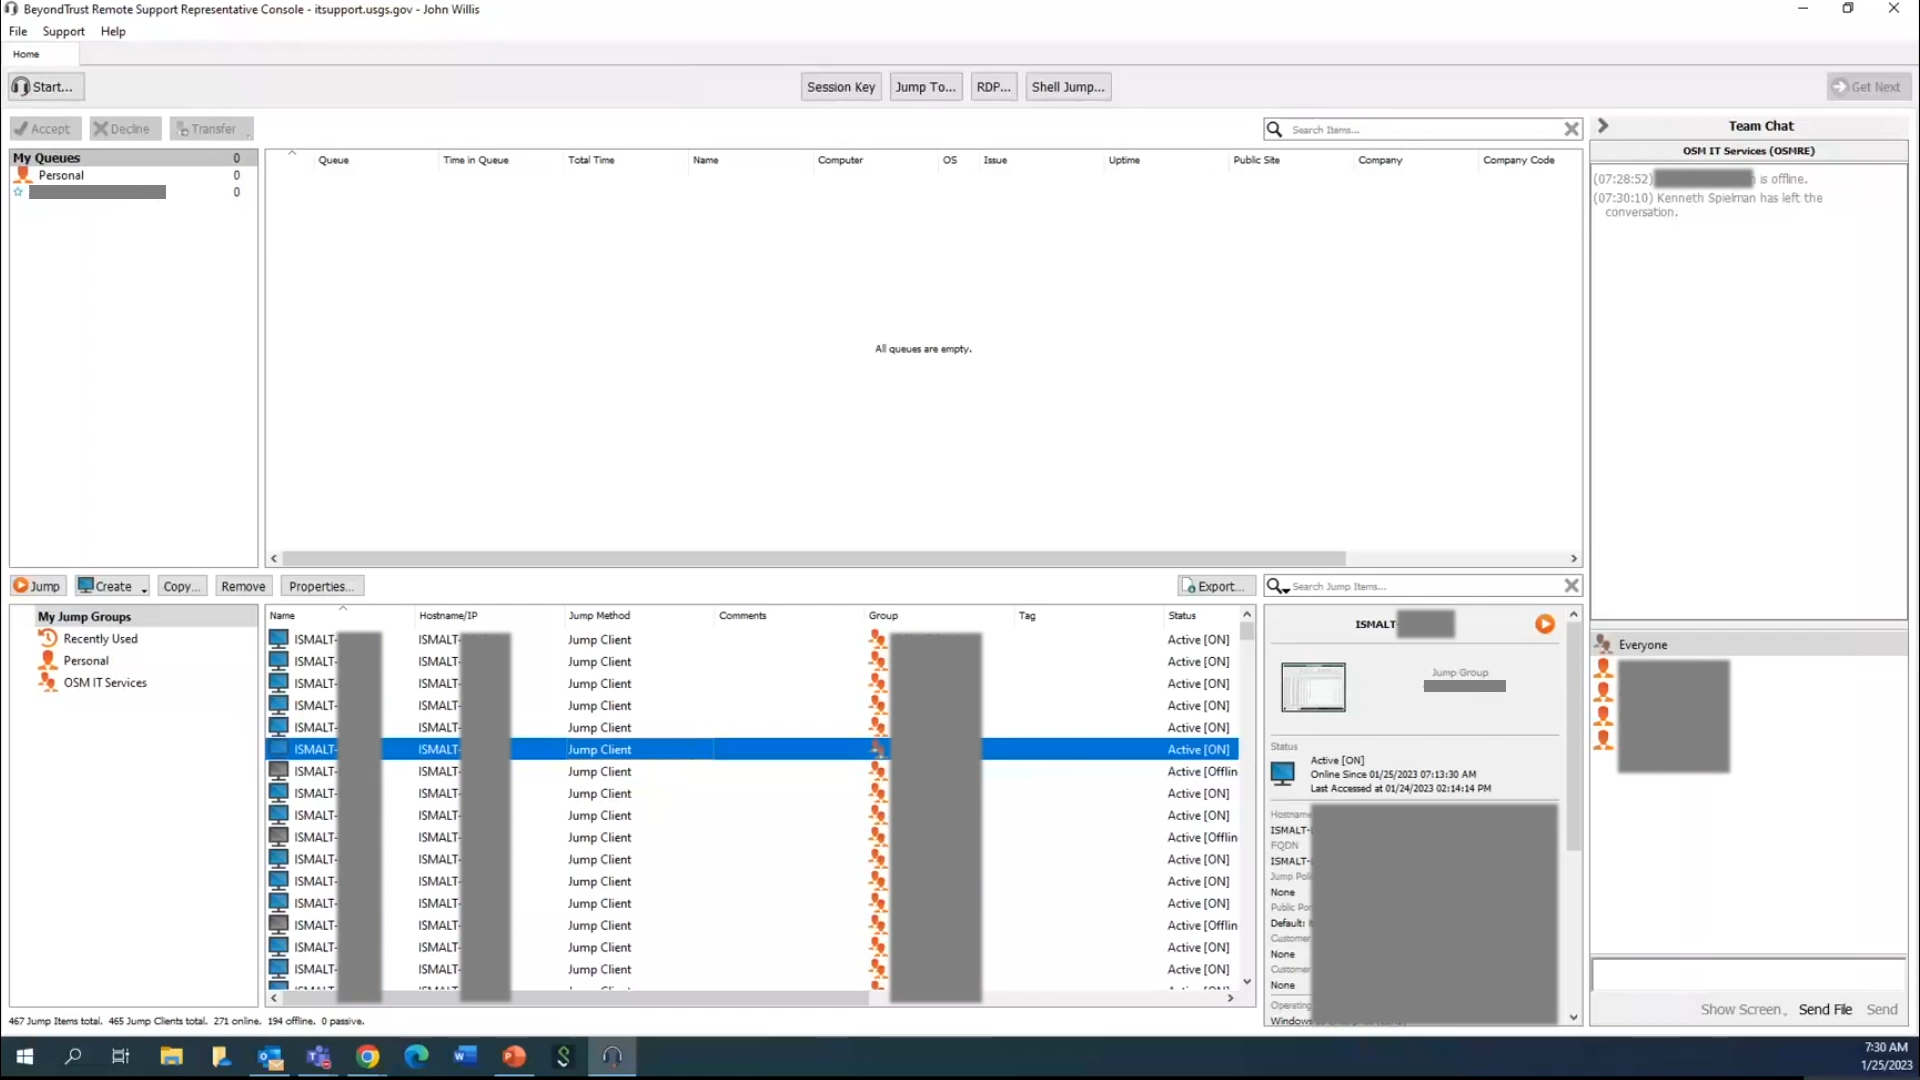 BeyondTrust Remote Support Representative Console - itsupport.usgs.gov - John Willis
File Support Help
Home
Start...
Session Key Jump To... RDP... Shell Jump... Get Next
Accept Decline Transfer
Search Items...
My Queues 0
Personal 0
0
Queue Time in Queue Total Time Name Computer OS Issue Uptime Public Site Company Company Code
All queues are empty.
Team Chat
OSM IT Services (OSMRE)
(07:28:52) is offline.
(07:30:10) Kenneth Spielman has left the
conversation.
Jump Create Copy... Remove Properties... Export...
Search Jump Items...
My Jump Groups
Recently Used
Personal
OSM IT Services
Name Hostname/IP Jump Method Comments Group Tag Status
ISMALT- ISMALT- Jump Client Active [ON]
ISMALT- ISMALT- Jump Client Active [ON]
ISMALT- ISMALT- Jump Client Active [ON]
ISMALT- ISMALT- Jump Client Active [ON]
ISMALT- ISMALT- Jump Client Active [ON]
ISMALT- ISMALT- Jump Client Active [ON]
ISMALT- ISMALT- Jump Client Active [Offlin
ISMALT- ISMALT- Jump Client Active [ON]
ISMALT- ISMALT- Jump Client Active [ON]
ISMALT- ISMALT- Jump Client Active [Offlin
ISMALT- ISMALT- Jump Client Active [ON]
ISMALT- ISMALT- Jump Client Active [ON]
ISMALT- ISMALT- Jump Client Active [ON]
ISMALT- ISMALT- Jump Client Active [Offlin
ISMALT- ISMALT- Jump Client Active [ON]
ISMALT- ISMALT- Jump Client Active [ON]
ISMALT-
Jump Group
Status
Active [ON]
Online Since 01/25/2023 07:13:30 AM
Last Accessed at 01/24/2023 02:14:14 PM
Hostname
ISMALT-
FQDN
ISMALT-
Jump Poli
None
Public Por
Default:
Customer
None
Customer
None
Operating
Windows
Everyone
Show Screen Send File Send
467 Jump Items total. 465 Jump Clients total. 271 online. 194 offline. 0 passive.
7:30 AM
1/25/2023